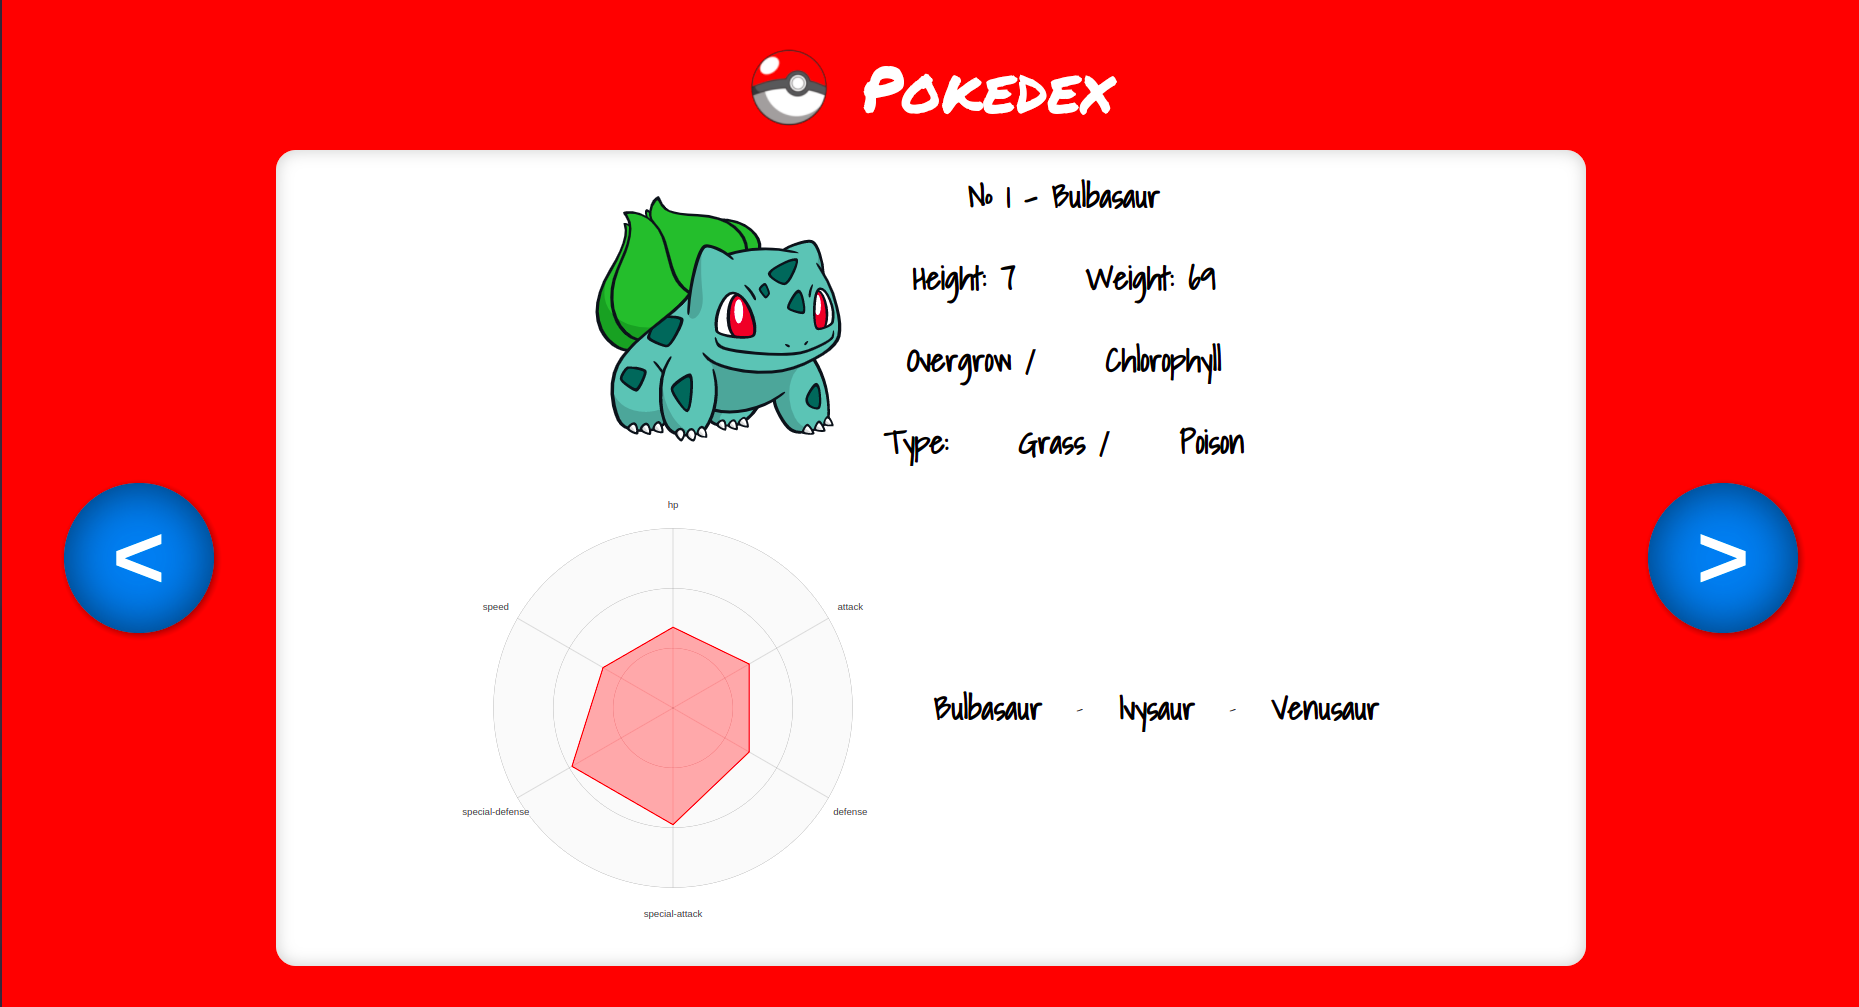 Pokedex
No 1 - Bulbasaur
Height: 7 Weight: 69
Overgrow / Chlorophyll
Type: Grass / Poison
<
>
hp
speed
attack
special-defense
defense
special-attack
Bulbasaur - Ivysaur - Venusaur